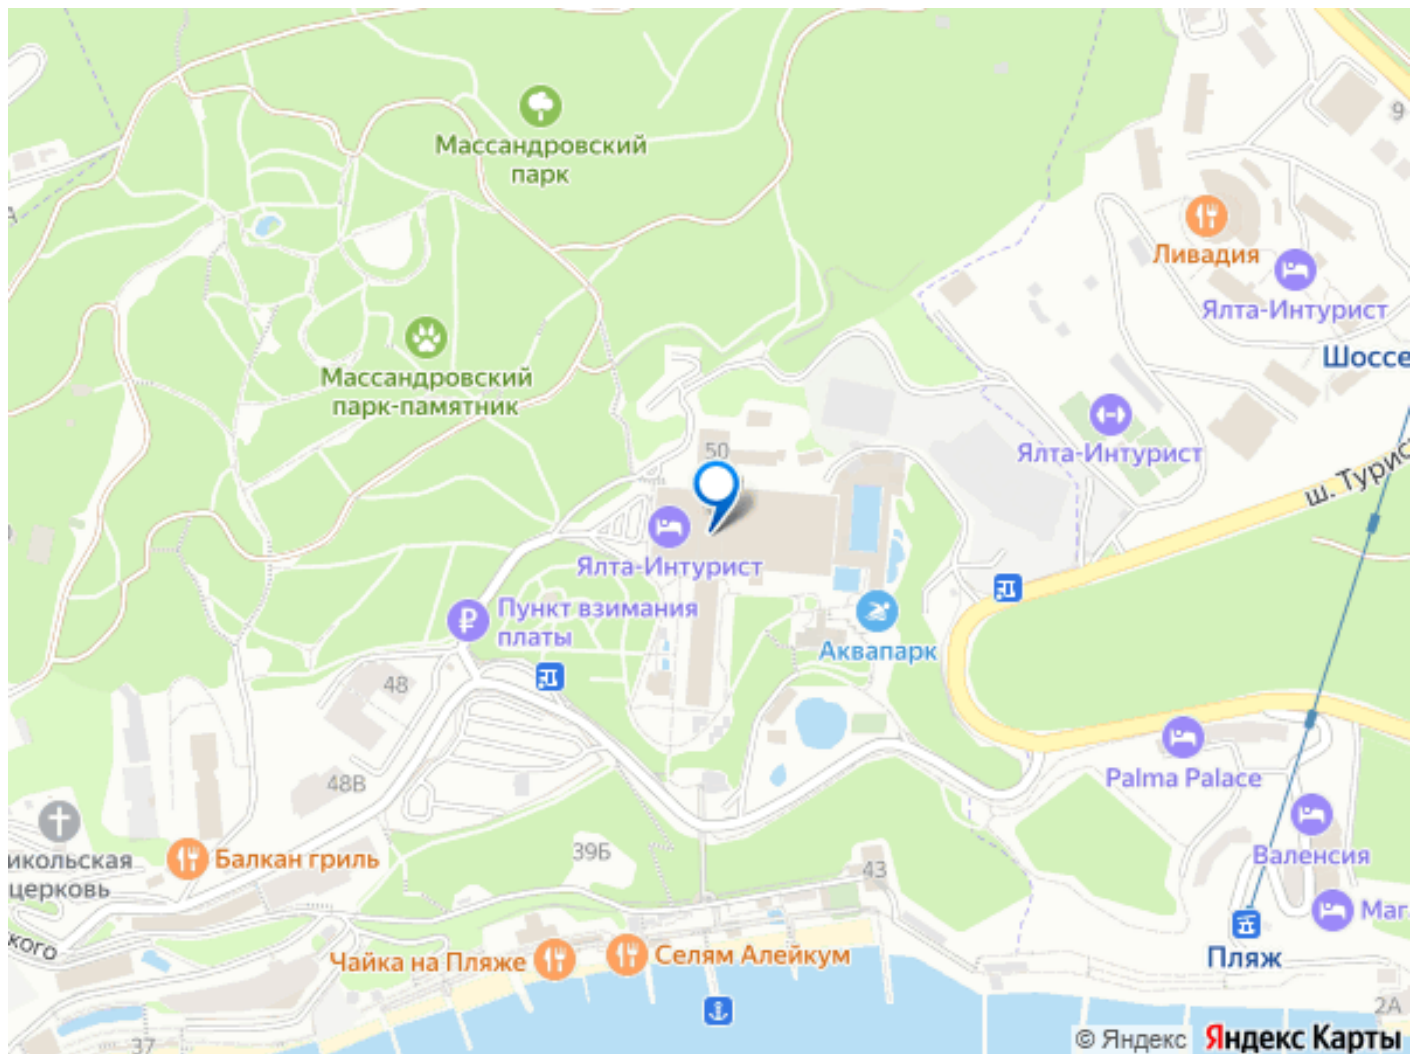 9
Массандровский
парк
Ливадия
Ялта-Интурист
Шоссе
Массандровский
парк-памятник
50
Ялта-Интурист
ш. Турис
Ялта-Интурист
Пункт взимания
платы
Аквапарк
48
Palma Palace
48В
икольская
церковь
Балкан гриль
39Б
43
Валенсия
Маг
кого
Чайка на Пляже
Селям Алейкум
Пляж
2А
37
© Яндекс
Яндекс Карты